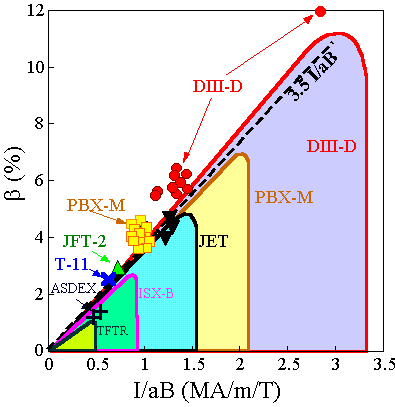 12
10
8
6
4
2
0
β (%)
DIII-D
3.5 I/aB
DIII-D
PBX-M
PBX-M
JFT-2
T-11
ASDEX
JET
ISX-B
TFTR
0 0.5 1 1.5 2 2.5 3 3.5
I/aB (MA/m/T)